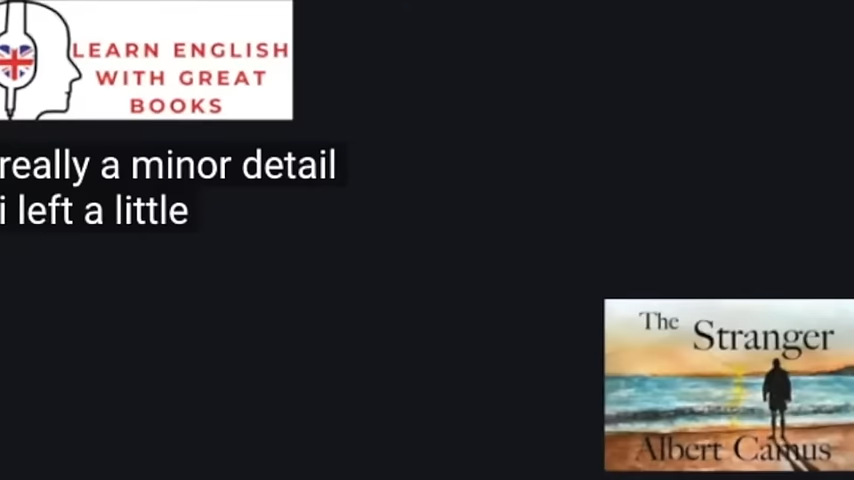 LEARN ENGLISH
WITH GREAT
BOOKS
really a minor detail
i left a little
The Stranger
Albert Camus